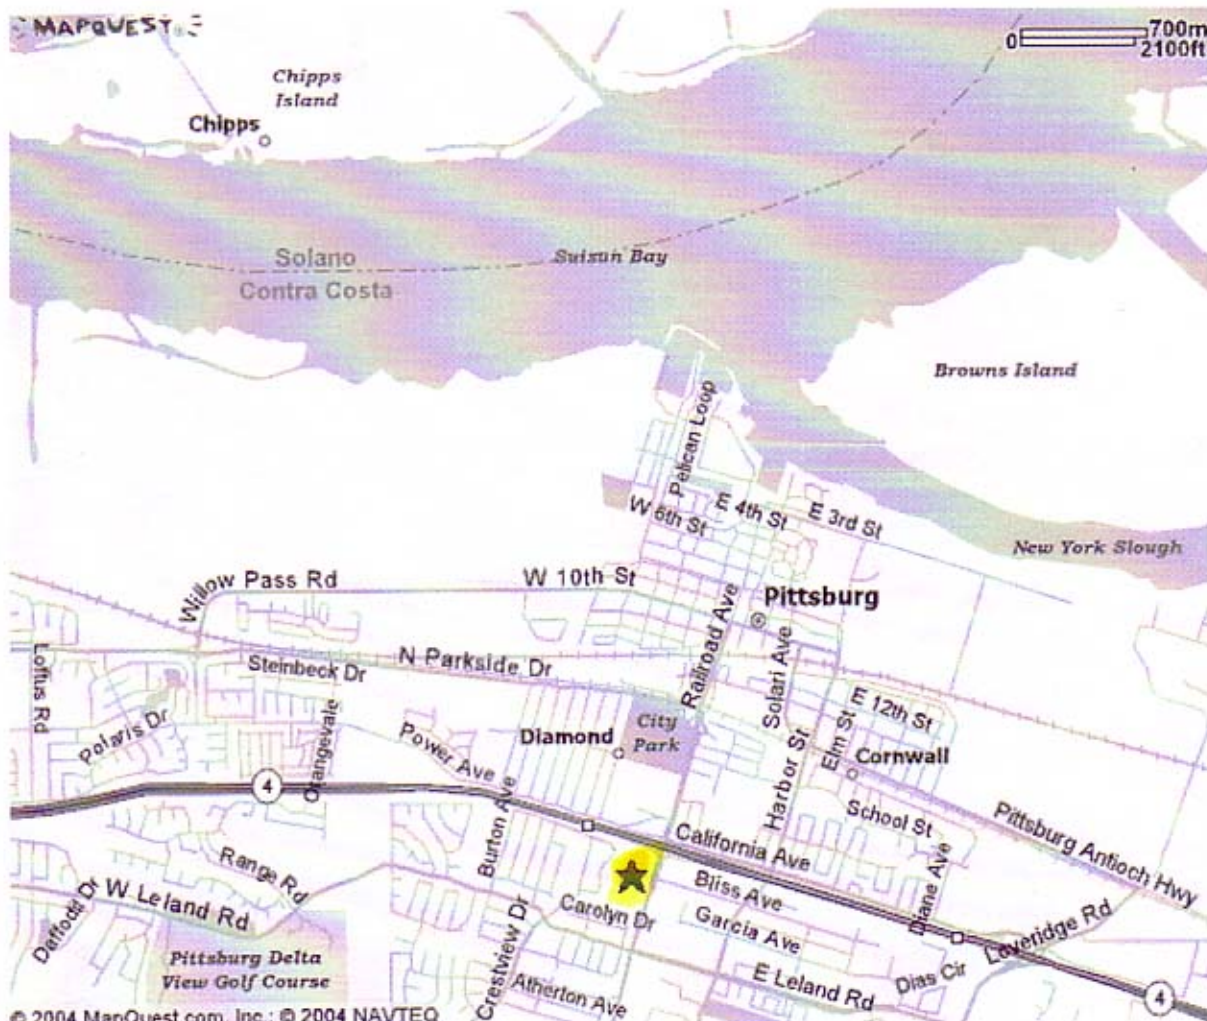 MAPQUEST
700m
0
2100ft
Chipps
Island
Chipps
Solano
Contra Costa
Suisun Bay
Browns Island
Pelican Loop
W 6th St
E 4th St
E 3rd St
New York Slough
Willow Pass Rd
W 10th St
Pittsburg
Railroad Ave
Solari Ave
N Parkside Dr
Steinbeck Dr
Loftus Rd
Polaris Dr
Orangevale
City
Park
E 12th St
Elm St
Diamond
Cornwall
Power Ave
Harbor St
4
School St
Pittsburg Antioch Hwy
Burton Ave
California Ave
Range Rd
Bliss Ave
Diane Ave
W Leland Rd
Daffodil Dr
Carolyn Dr
Garcia Ave
Loveridge Rd
Crestview Dr
Pittsburg Delta
View Golf Course
E Leland Rd
Dias Cir
Atherton Ave
4
© 2004 MapQuest.com, Inc.; © 2004 NAVTEQ